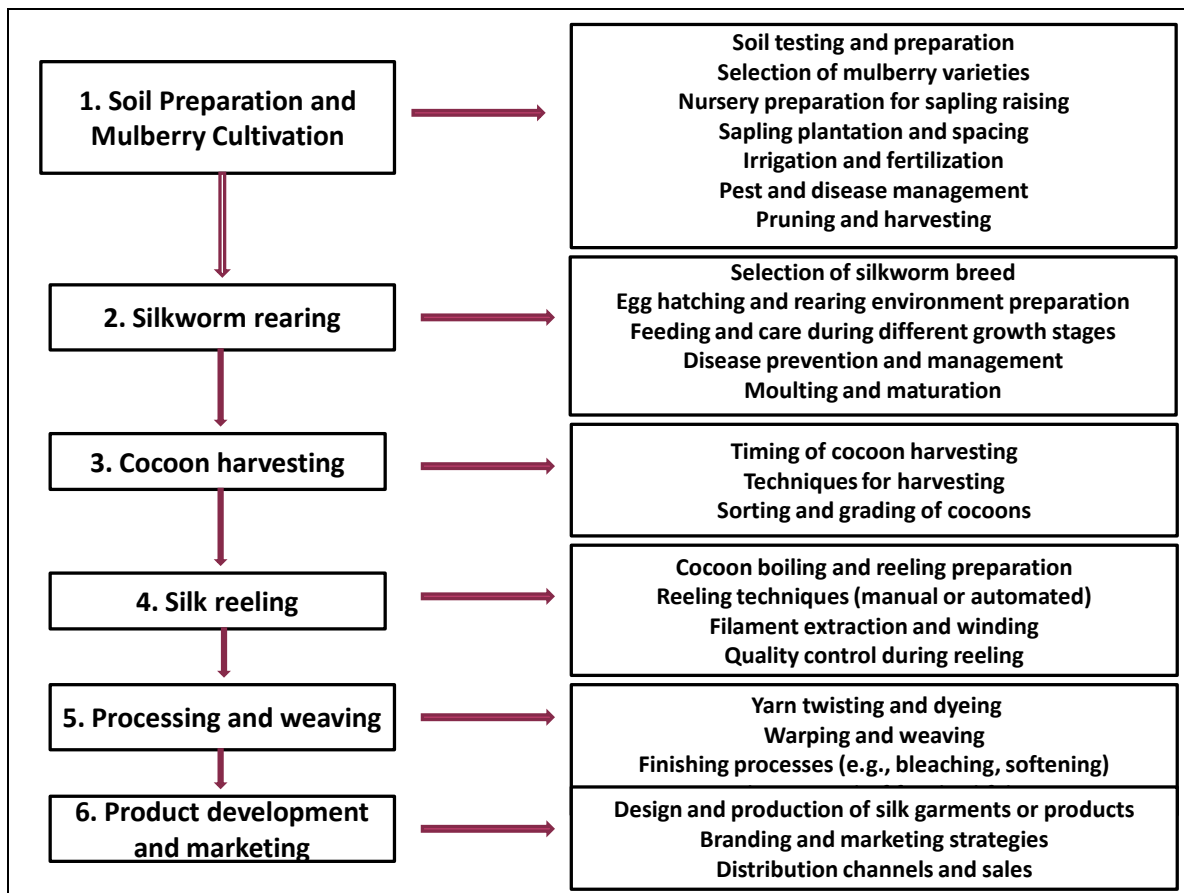 1. Soil Preparation and
Mulberry Cultivation
Soil testing and preparation
Selection of mulberry varieties
Nursery preparation for sapling raising
Sapling plantation and spacing
Irrigation and fertilization
Pest and disease management
Pruning and harvesting
2. Silkworm rearing
Selection of silkworm breed
Egg hatching and rearing environment preparation
Feeding and care during different growth stages
Disease prevention and management
Moulting and maturation
3. Cocoon harvesting
Timing of cocoon harvesting
Techniques for harvesting
Sorting and grading of cocoons
4. Silk reeling
Cocoon boiling and reeling preparation
Reeling techniques (manual or automated)
Filament extraction and winding
Quality control during reeling
5. Processing and weaving
Yarn twisting and dyeing
Warping and weaving
Finishing processes (e.g., bleaching, softening)
6. Product development
and marketing
Design and production of silk garments or products
Branding and marketing strategies
Distribution channels and sales